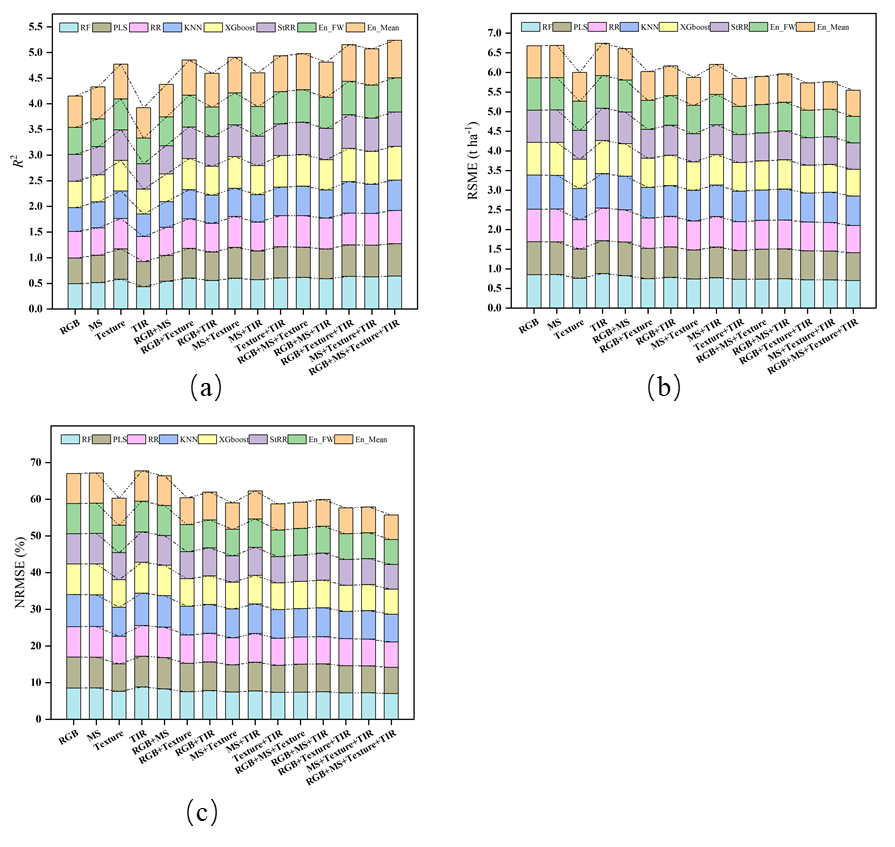 RF PLS RR KNN XGboost StRR En_FW En_Mean
5.5
5.0
4.5
4.0
3.5
3.0
2.5
2.0
1.5
1.0
0.5
0.0
R²
RGB MS Texture TIR RGB+MS RGB+Texture RGB+TIR MS+Texture MS+TIR Texture+TIR RGB+MS+Texture RGB+MS+TIR RGB+Texture+TIR MS+Texture+TIR RGB+MS+Texture+TIR
(a)
RF PLS RR KNN XGboost StRR En_FW En_Mean
7.0
6.5
6.0
5.5
5.0
4.5
4.0
3.5
3.0
2.5
2.0
1.5
1.0
0.5
0.0
RSME (t ha⁻¹)
RGB MS Texture TIR RGB+MS RGB+Texture RGB+TIR MS+Texture MS+TIR Texture+TIR RGB+MS+Texture RGB+MS+TIR RGB+Texture+TIR MS+Texture+TIR RGB+MS+Texture+TIR
(b)
RF PLS RR KNN XGboost StRR En_FW En_Mean
70
60
50
40
30
20
10
0
NRMSE (%)
RGB MS Texture TIR RGB+MS RGB+Texture RGB+TIR MS+Texture MS+TIR Texture+TIR RGB+MS+Texture RGB+MS+TIR RGB+Texture+TIR MS+Texture+TIR RGB+MS+Texture+TIR
(c)